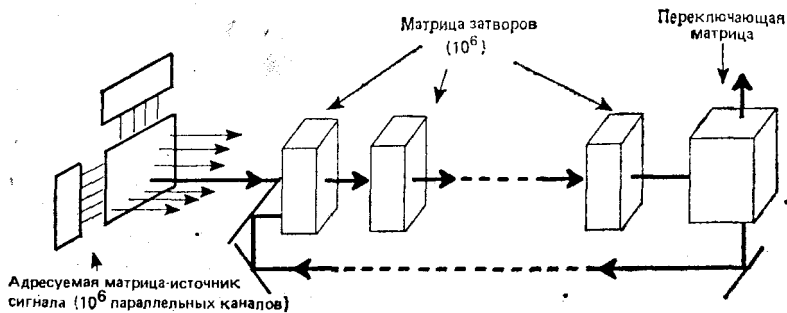 Матрица затворов
(10⁶)
Переключающая
матрица
Адресуемая матрица-источник
сигнала (10⁶ параллельных каналов)